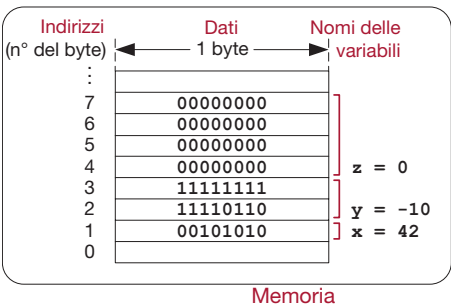 Indirizzi Dati Nomi delle
(n° del byte) 1 byte variabili
⋮
7 00000000
6 00000000
5 00000000
4 00000000 z = 0
3 11111111
2 11110110 y = -10
1 00101010 x = 42
0
Memoria